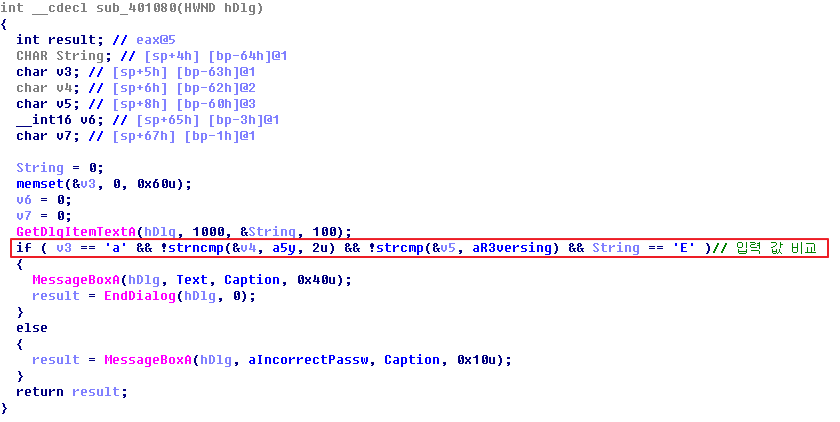 int __cdecl sub_401080(HWND hDlg)
{
  int result; // eax@5
  CHAR String; // [sp+4h] [bp-64h]@1
  char v3; // [sp+5h] [bp-63h]@1
  char v4; // [sp+6h] [bp-62h]@2
  char v5; // [sp+8h] [bp-60h]@3
  __int16 v6; // [sp+65h] [bp-3h]@1
  char v7; // [sp+67h] [bp-1h]@1

  String = 0;
  memset(&v3, 0, 0x60u);
  v6 = 0;
  v7 = 0;
  GetDlgItemTextA(hDlg, 1000, &String, 100);
  if ( v3 == 'a' && !strncmp(&v4, a5y, 2u) && !strcmp(&v5, aR3versing) && String == 'E' )// 입력 값 비교
  {
    MessageBoxA(hDlg, Text, Caption, 0x40u);
    result = EndDialog(hDlg, 0);
  }
  else
  {
    result = MessageBoxA(hDlg, aIncorrectPassw, Caption, 0x10u);
  }
  return result;
}